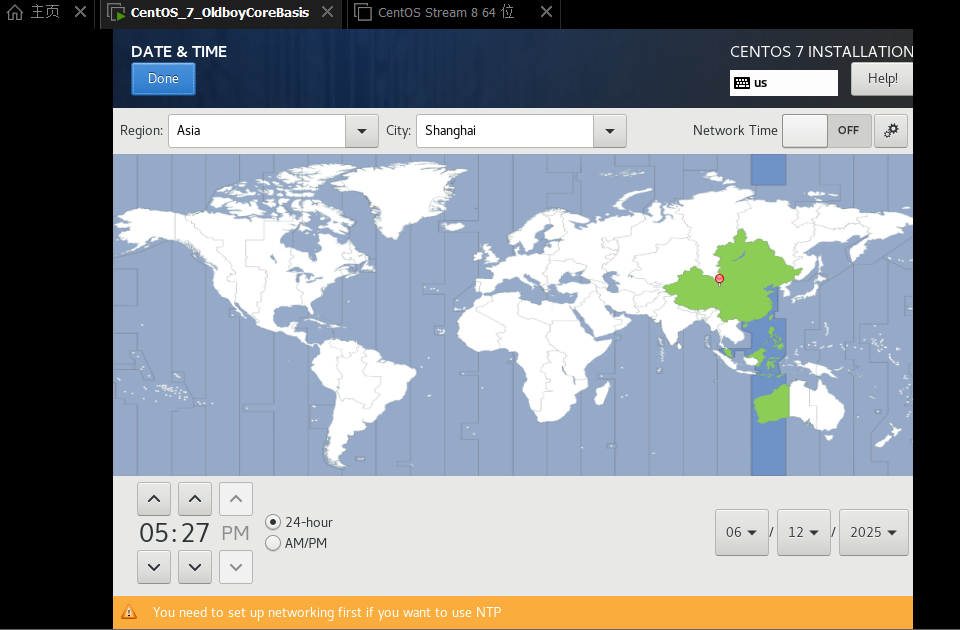 主页 CentOS_7_OldboyCoreBasis CentOS Stream 8 64 位
DATE & TIME CENTOS 7 INSTALLATION
Done us Help!
Region: Asia City: Shanghai Network Time OFF
05:27 PM 24-hour
AM/PM
06 / 12 / 2025
You need to set up networking first if you want to use NTP